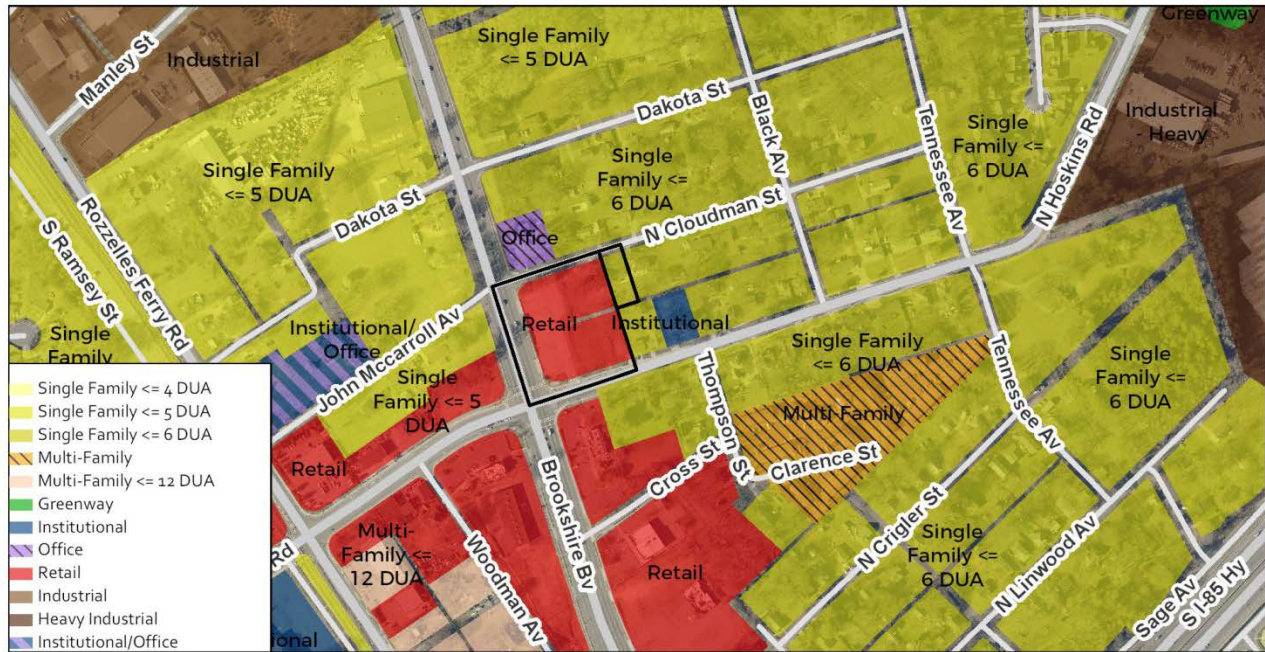 Greenway
Manley St
Industrial
Single Family
<= 5 DUA
Dakota St
Black Av
Tennessee Av
N Hoskins Rd
Industrial
- Heavy
Single
Family <=
6 DUA
Single Family
<= 5 DUA
Single
Family <=
6 DUA
N Cloudman St
Rozzelles Ferry Rd
S Ramsey St
Dakota St
Office
Single
Family
Institutional/
Office
John Mccarroll Av
Retail
Institutional
Single
Family <= 5
DUA
Thompson St
Single Family
<= 6 DUA
Tennessee Av
Single
Family <=
6 DUA
Multi-Family
Clarence St
Cross St
Retail
Brookshire Bv
Woodman Av
Rd
Multi-
Family <=
12 DUA
Retail
N Crigler St
Single
Family <=
6 DUA
N Linwood Av
Sage Av
S I-85 Hy
ional
Single Family <= 4 DUA
Single Family <= 5 DUA
Single Family <= 6 DUA
Multi-Family
Multi-Family <= 12 DUA
Greenway
Institutional
Office
Retail
Industrial
Heavy Industrial
Institutional/Office